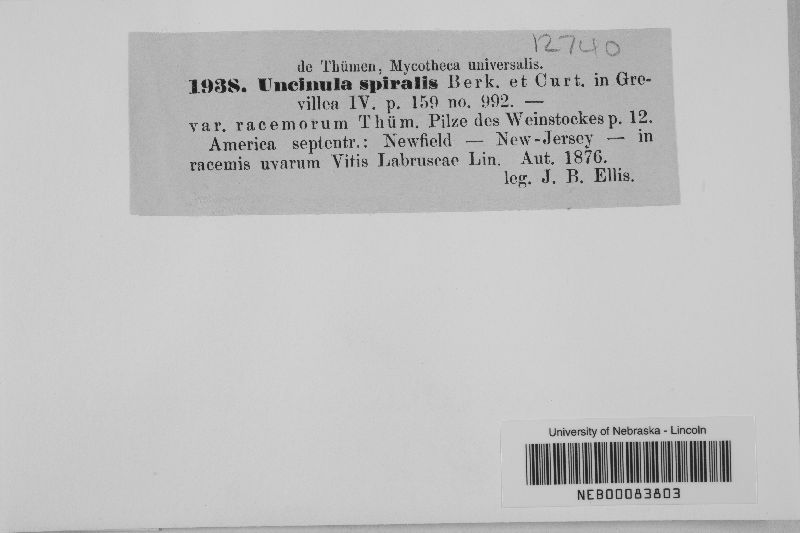 12740
de Thümen, Mycotheca universalis.
1938. Uncinula spiralis Berk. et Curt. in Gre-
villea IV. p. 159 no. 992. —
var. racemorum Thüm. Pilze des Weinstockes p. 12.
America septentr.: Newfield — New-Jersey — in
racemis uvarum Vitis Labruscae Lin. Aut. 1876.
leg. J. B. Ellis.
University of Nebraska - Lincoln
NEB00083803